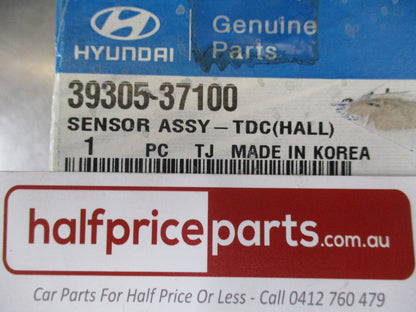 HYUNDAI
Genuine
Parts
39305-37100
SENSOR ASSY-TDC(HALL)
1 PC TJ MADE IN KOREA
halfpriceparts.com.au
Car Parts For Half Price Or Less - Call 0412 760 479